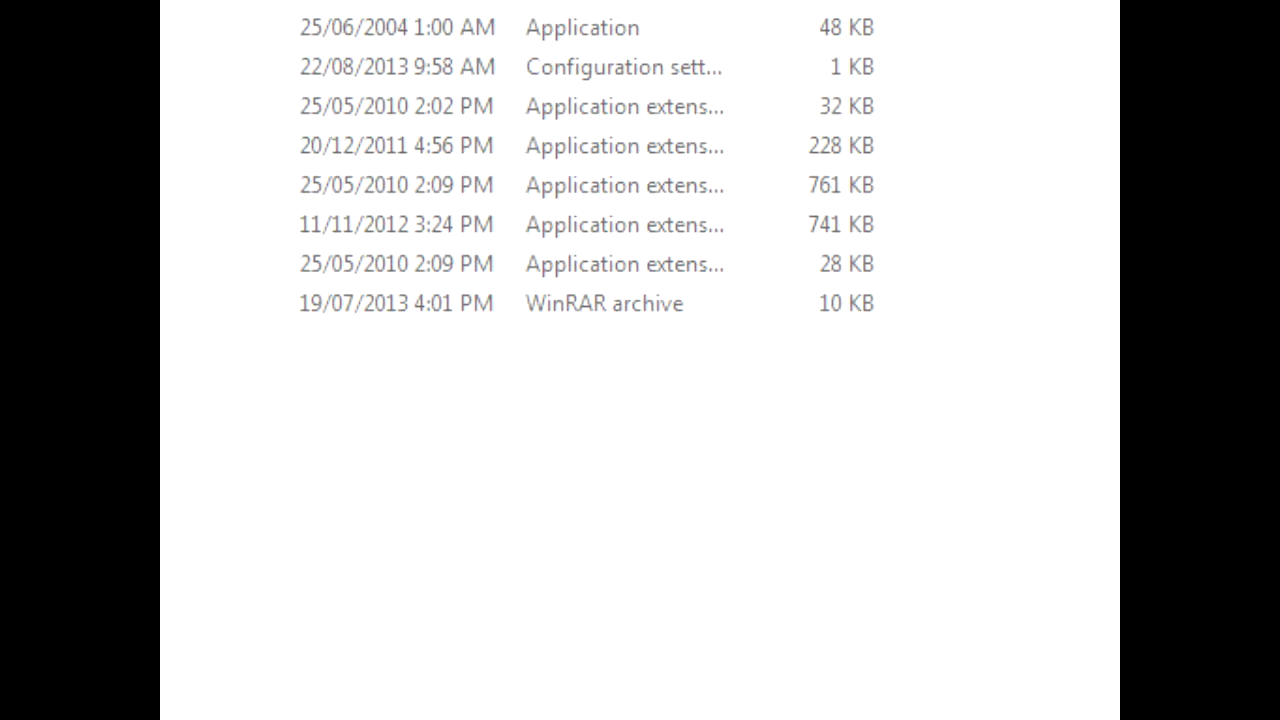 25/06/2004 1:00 AM Application 48 KB
22/08/2013 9:58 AM Configuration sett... 1 KB
25/05/2010 2:02 PM Application extens... 32 KB
20/12/2011 4:56 PM Application extens... 228 KB
25/05/2010 2:09 PM Application extens... 761 KB
11/11/2012 3:24 PM Application extens... 741 KB
25/05/2010 2:09 PM Application extens... 28 KB
19/07/2013 4:01 PM WinRAR archive 10 KB